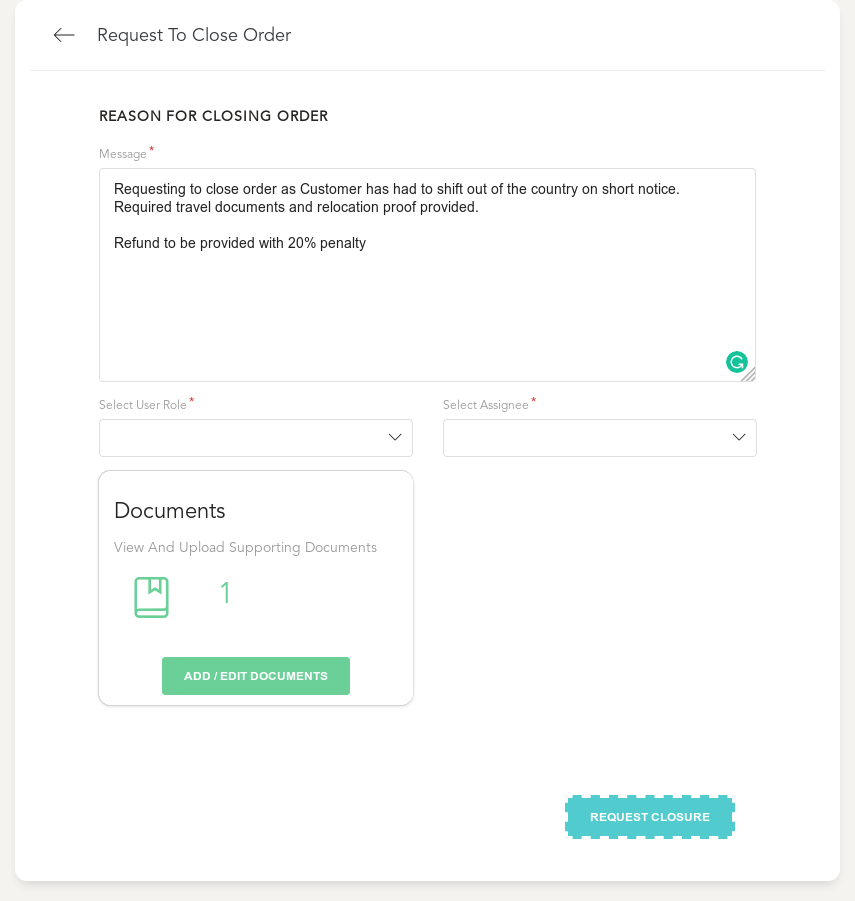 Request To Close Order
REASON FOR CLOSING ORDER
Message*
Requesting to close order as Customer has had to shift out of the country on short notice.
Required travel documents and relocation proof provided.
Refund to be provided with 20% penalty
Select User Role*
Select Assignee*
Documents
View And Upload Supporting Documents
1
ADD / EDIT DOCUMENTS
REQUEST CLOSURE